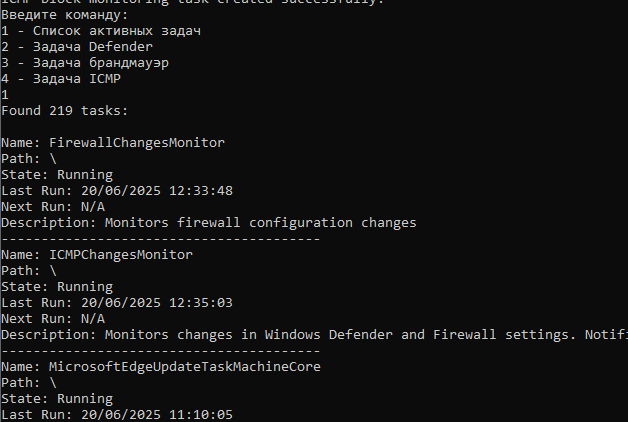 ICMP block monitoring task created successfully.
Введите команду:
1 - Список активных задач
2 - Задача Defender
3 - Задача брандмауэр
4 - Задача ICMP
1
Found 219 tasks:
Name: FirewallChangesMonitor
Path: \
State: Running
Last Run: 20/06/2025 12:33:48
Next Run: N/A
Description: Monitors firewall configuration changes
----------------------------------------
Name: ICMPChangesMonitor
Path: \
State: Running
Last Run: 20/06/2025 12:35:03
Next Run: N/A
Description: Monitors changes in Windows Defender and Firewall settings. Notifi
----------------------------------------
Name: MicrosoftEdgeUpdateTaskMachineCore
Path: \
State: Running
Last Run: 20/06/2025 11:10:05